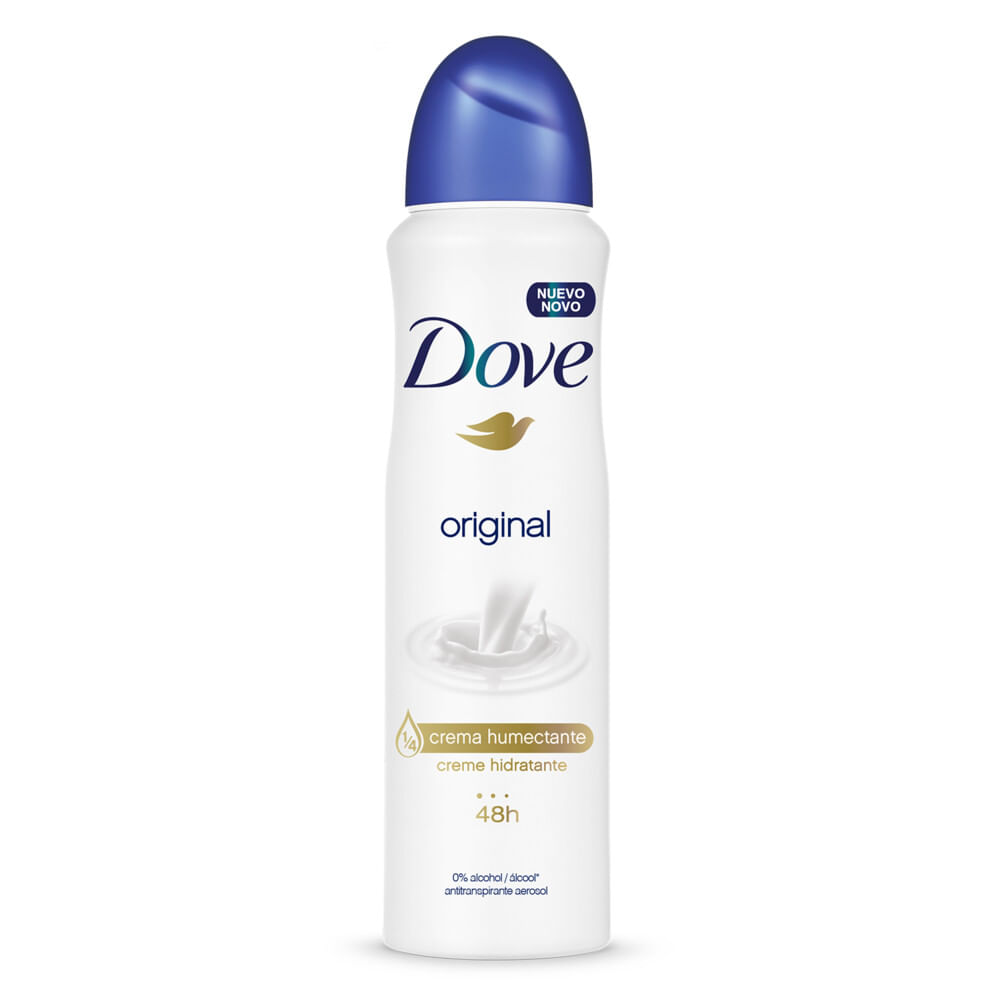 NUEVO
NOVO
Dove
original
1/4 crema humectante
creme hidratante
48h
0% alcohol / álcool*
antitranspirante aerosol